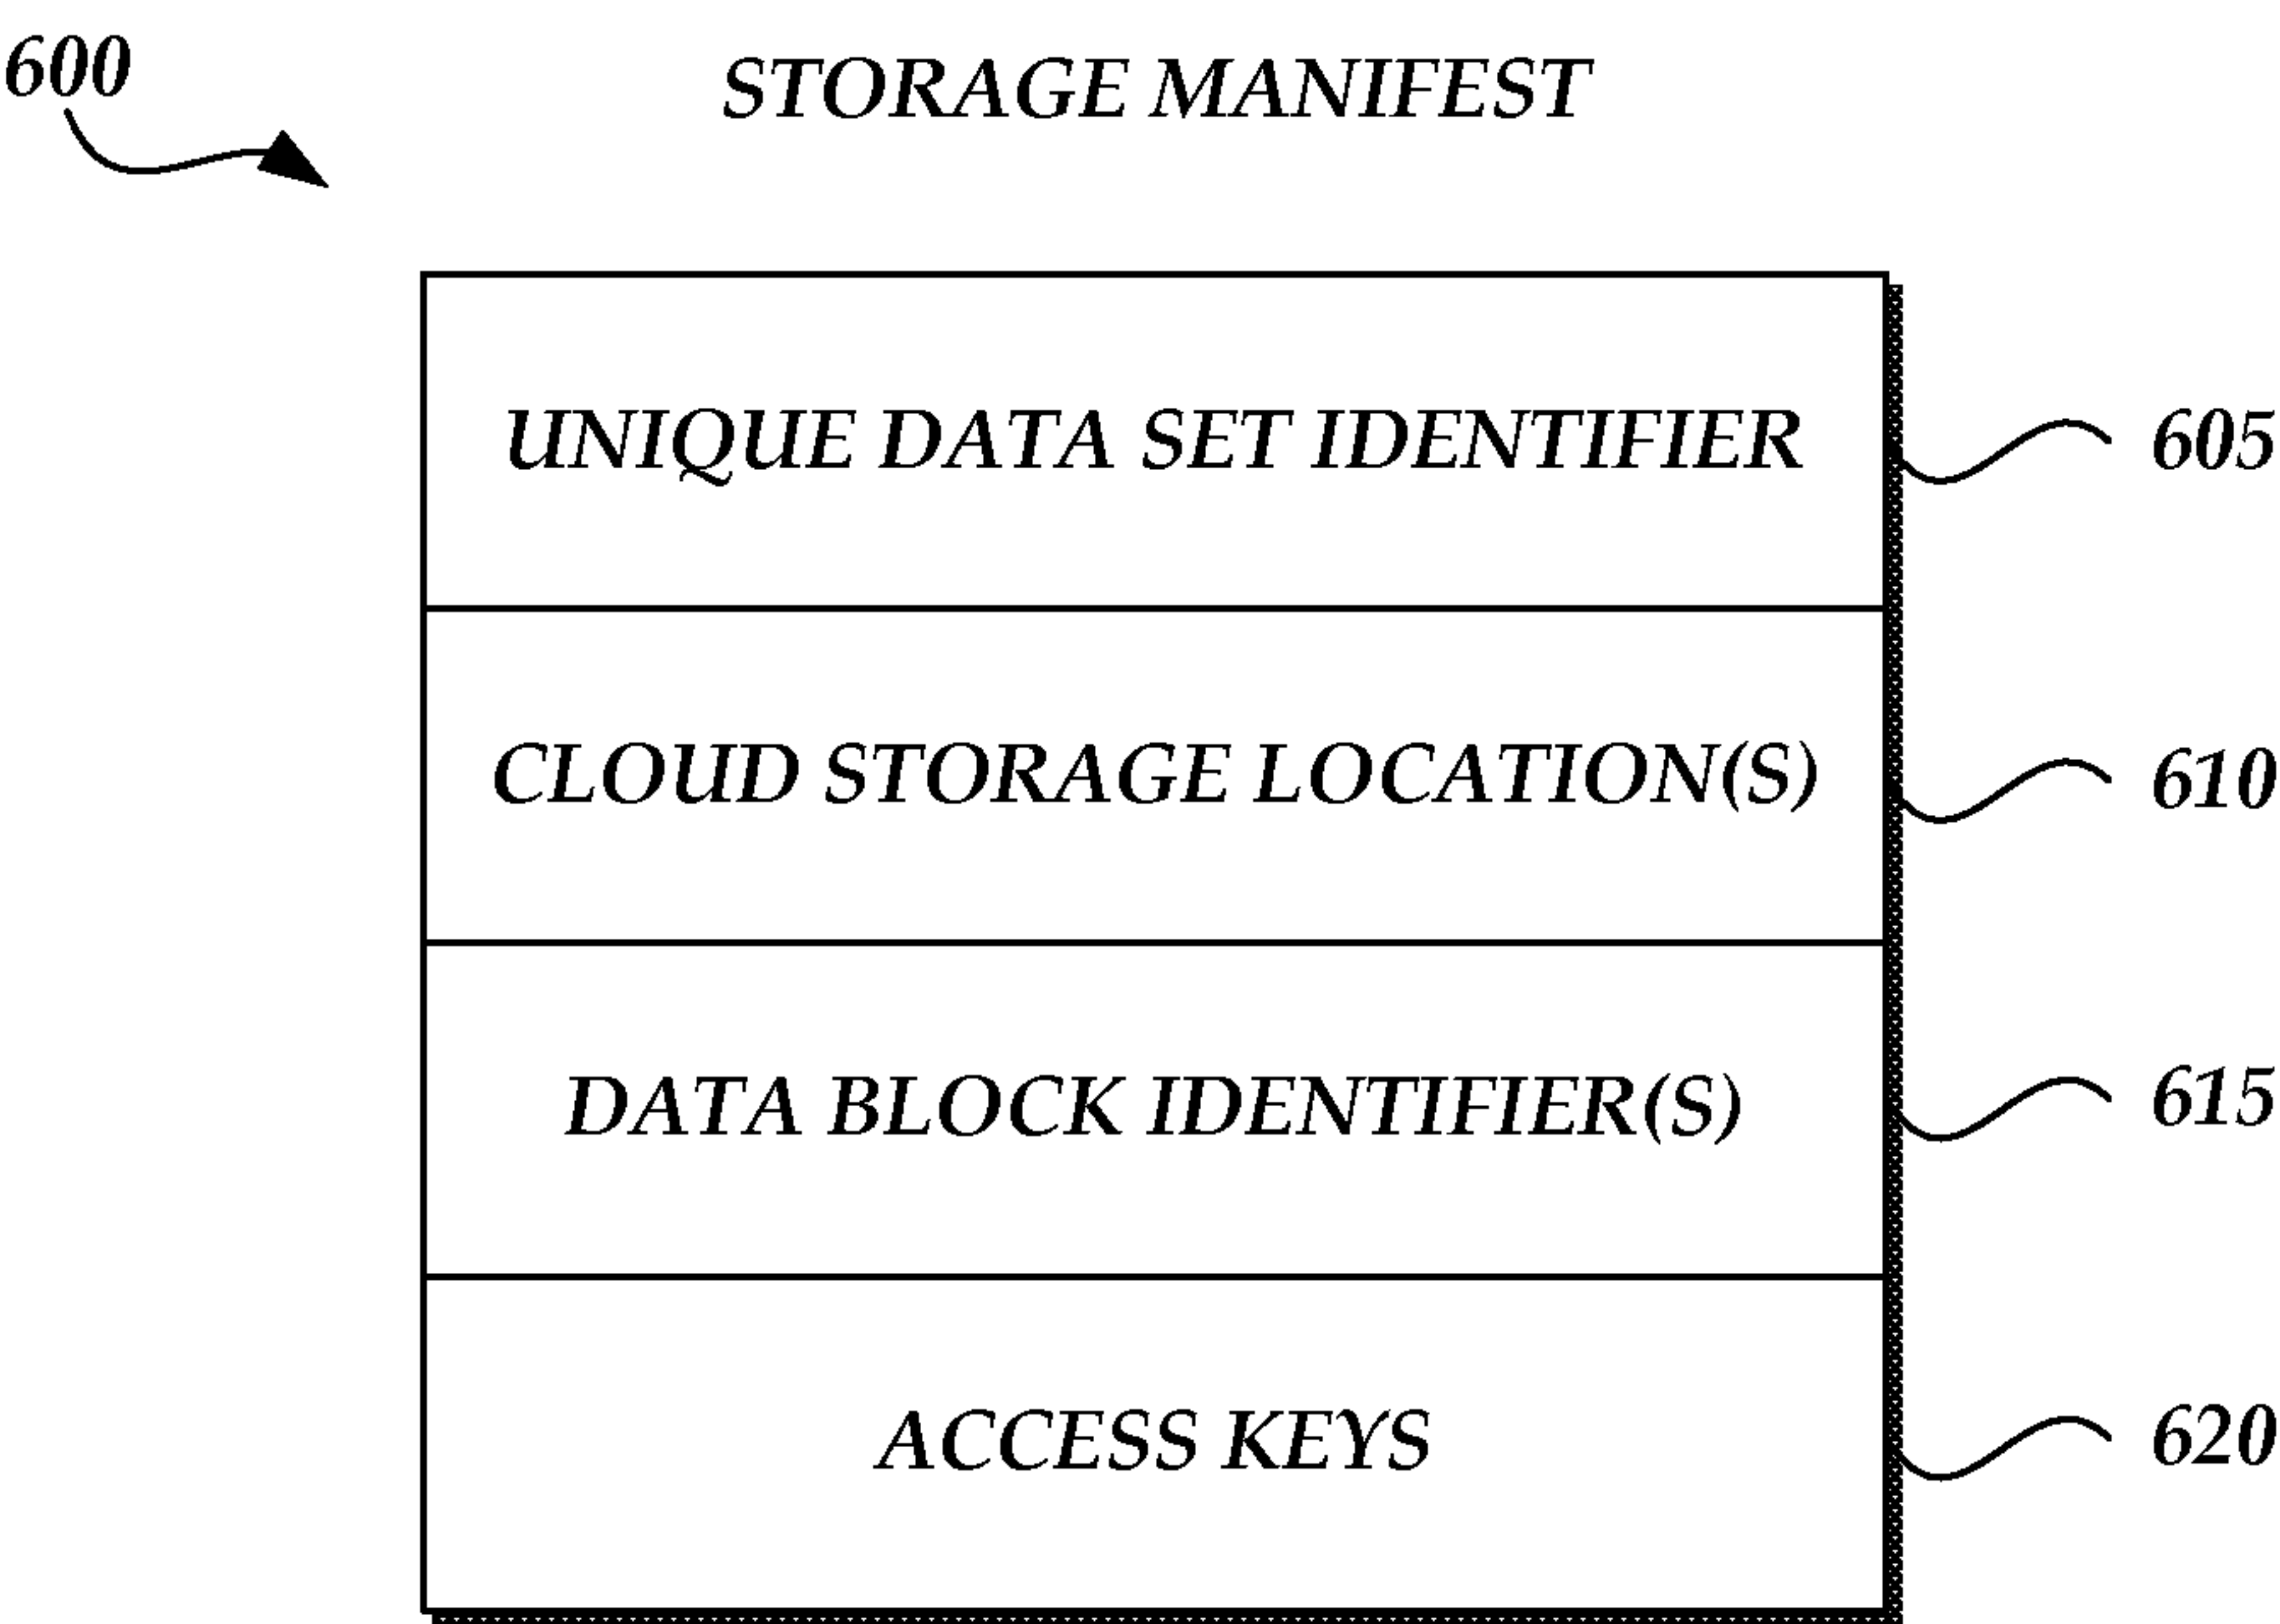 600
STORAGE MANIFEST
UNIQUE DATA SET IDENTIFIER
605
CLOUD STORAGE LOCATION(S)
610
DATA BLOCK IDENTIFIER(S)
615
ACCESS KEYS
620